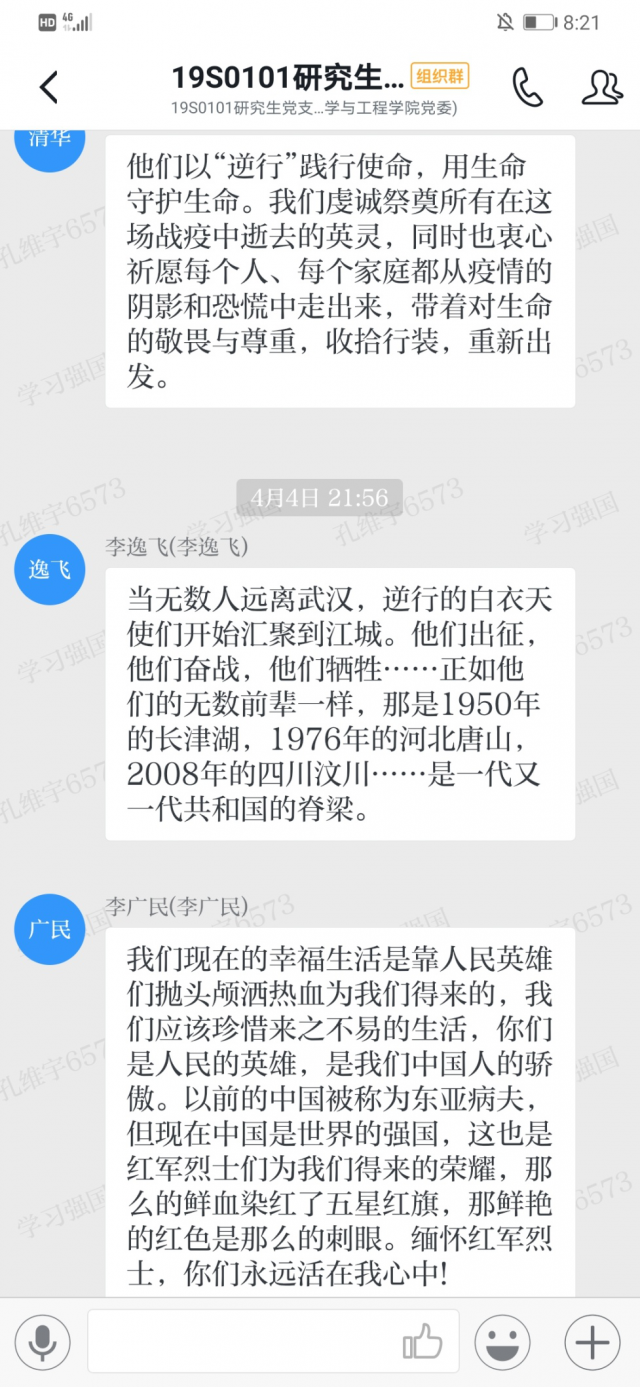 HD 4G 8:21
19S0101研究生... 组织群
19S0101研究生党支...学与工程学院党委)
清华
他们以“逆行”践行使命，用生命
守护生命。我们虔诚祭奠所有在这
场战疫中逝去的英灵，同时也衷心
祈愿每个人、每个家庭都从疫情的
阴影和恐慌中走出来，带着对生命
的敬畏与尊重，收拾行装，重新出
发。
4月4日 21:56
李逸飞(李逸飞)
逸飞
当无数人远离武汉，逆行的白衣天
使们开始汇聚到江城。他们出征，
他们奋战，他们牺牲……正如他
们的无数前辈一样，那是1950年
的长津湖，1976年的河北唐山，
2008年的四川汶川……是一代又
一代共和国的脊梁。
李广民(李广民)
广民
我们现在的幸福生活是靠人民英雄
们抛头颅洒热血为我们得来的，我
们应该珍惜来之不易的生活，你们
是人民的英雄，是我们中国人的骄
傲。以前的中国被称为东亚病夫，
但现在中国是世界的强国，这也是
红军烈士们为我们得来的荣耀，那
么的鲜血染红了五星红旗，那鲜艳
的红色是那么的刺眼。缅怀红军烈
士，你们永远活在我心中!
孔维宇6573
学习强国